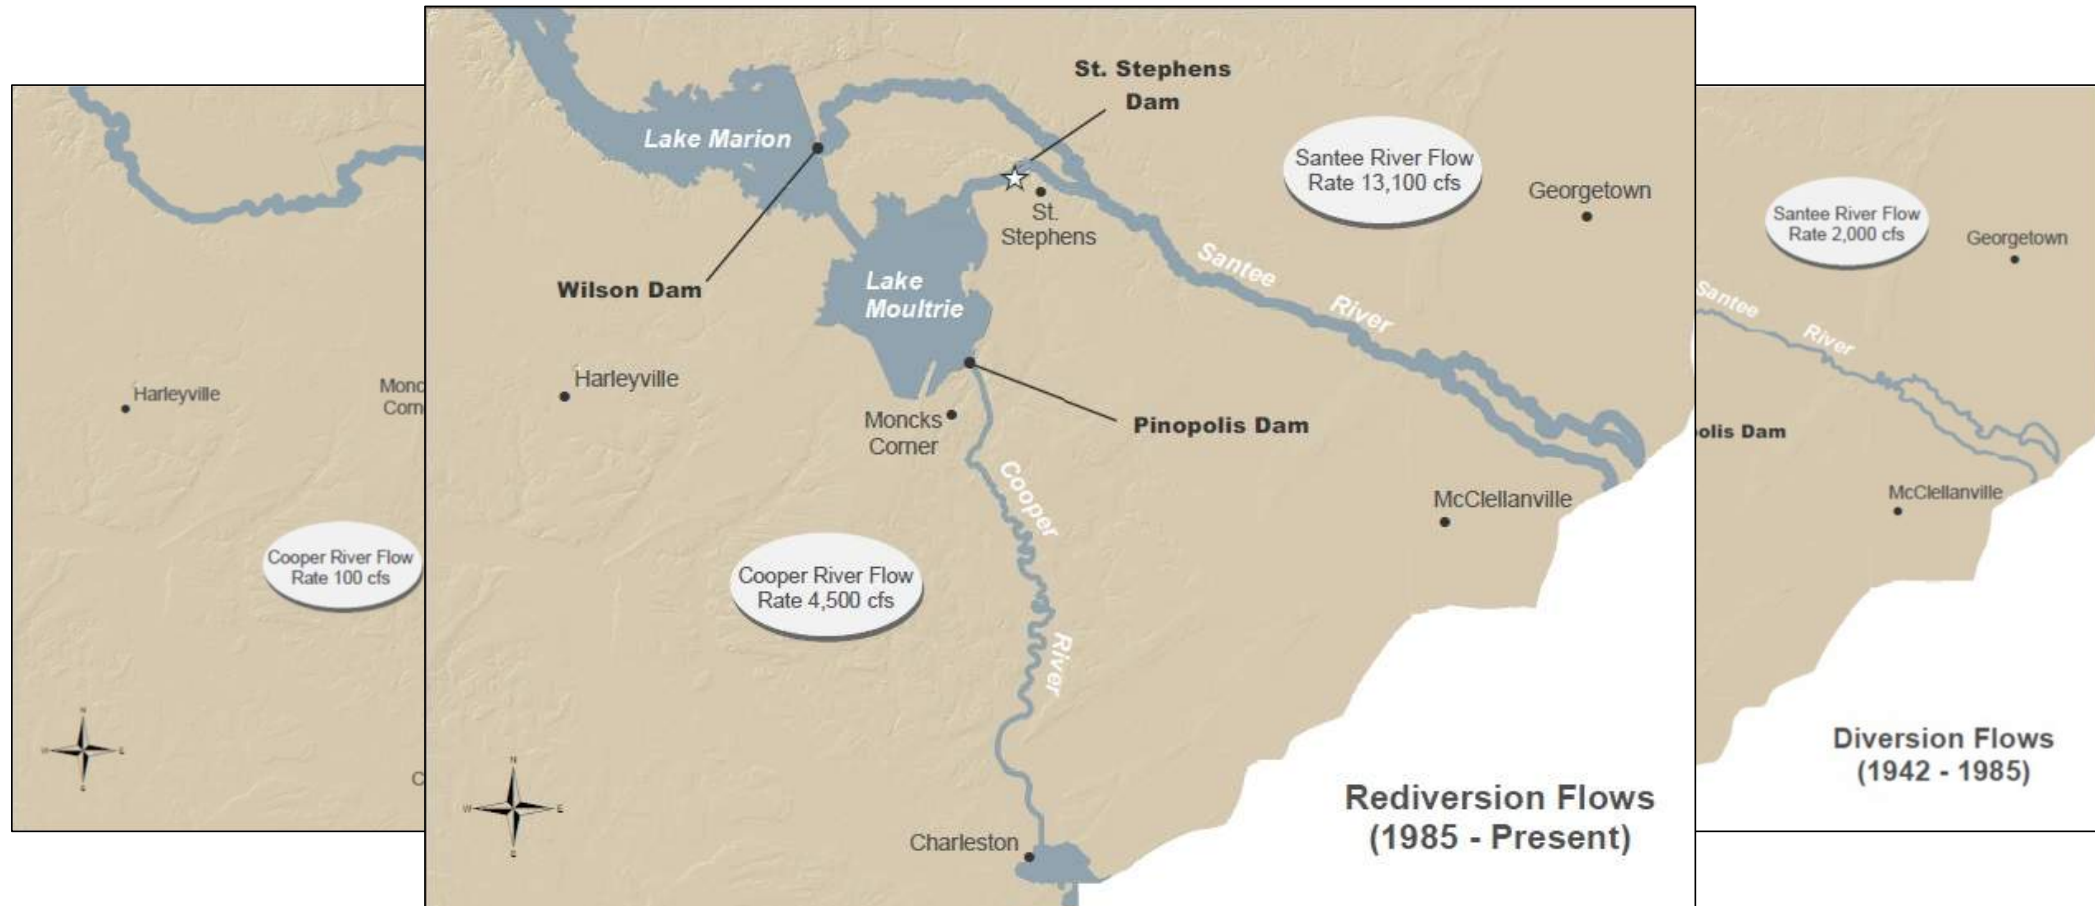 Harleyville
Cooper River Flow
Rate 100 cfs
N
W
E
S
St. Stephens
Dam
Lake Marion
Santee River Flow
Rate 13,100 cfs
Georgetown
St.
Stephens
Wilson Dam
Lake
Moultrie
Santee
River
Harleyville
Moncks
Corner
Pinopolis Dam
Cooper
River
McClellanville
Cooper River Flow
Rate 4,500 cfs
N
W
E
S
Charleston
Rediversion Flows
(1985 - Present)
Santee River Flow
Rate 2,000 cfs
Georgetown
Santee
River
olis Dam
McClellanville
Diversion Flows
(1942 - 1985)